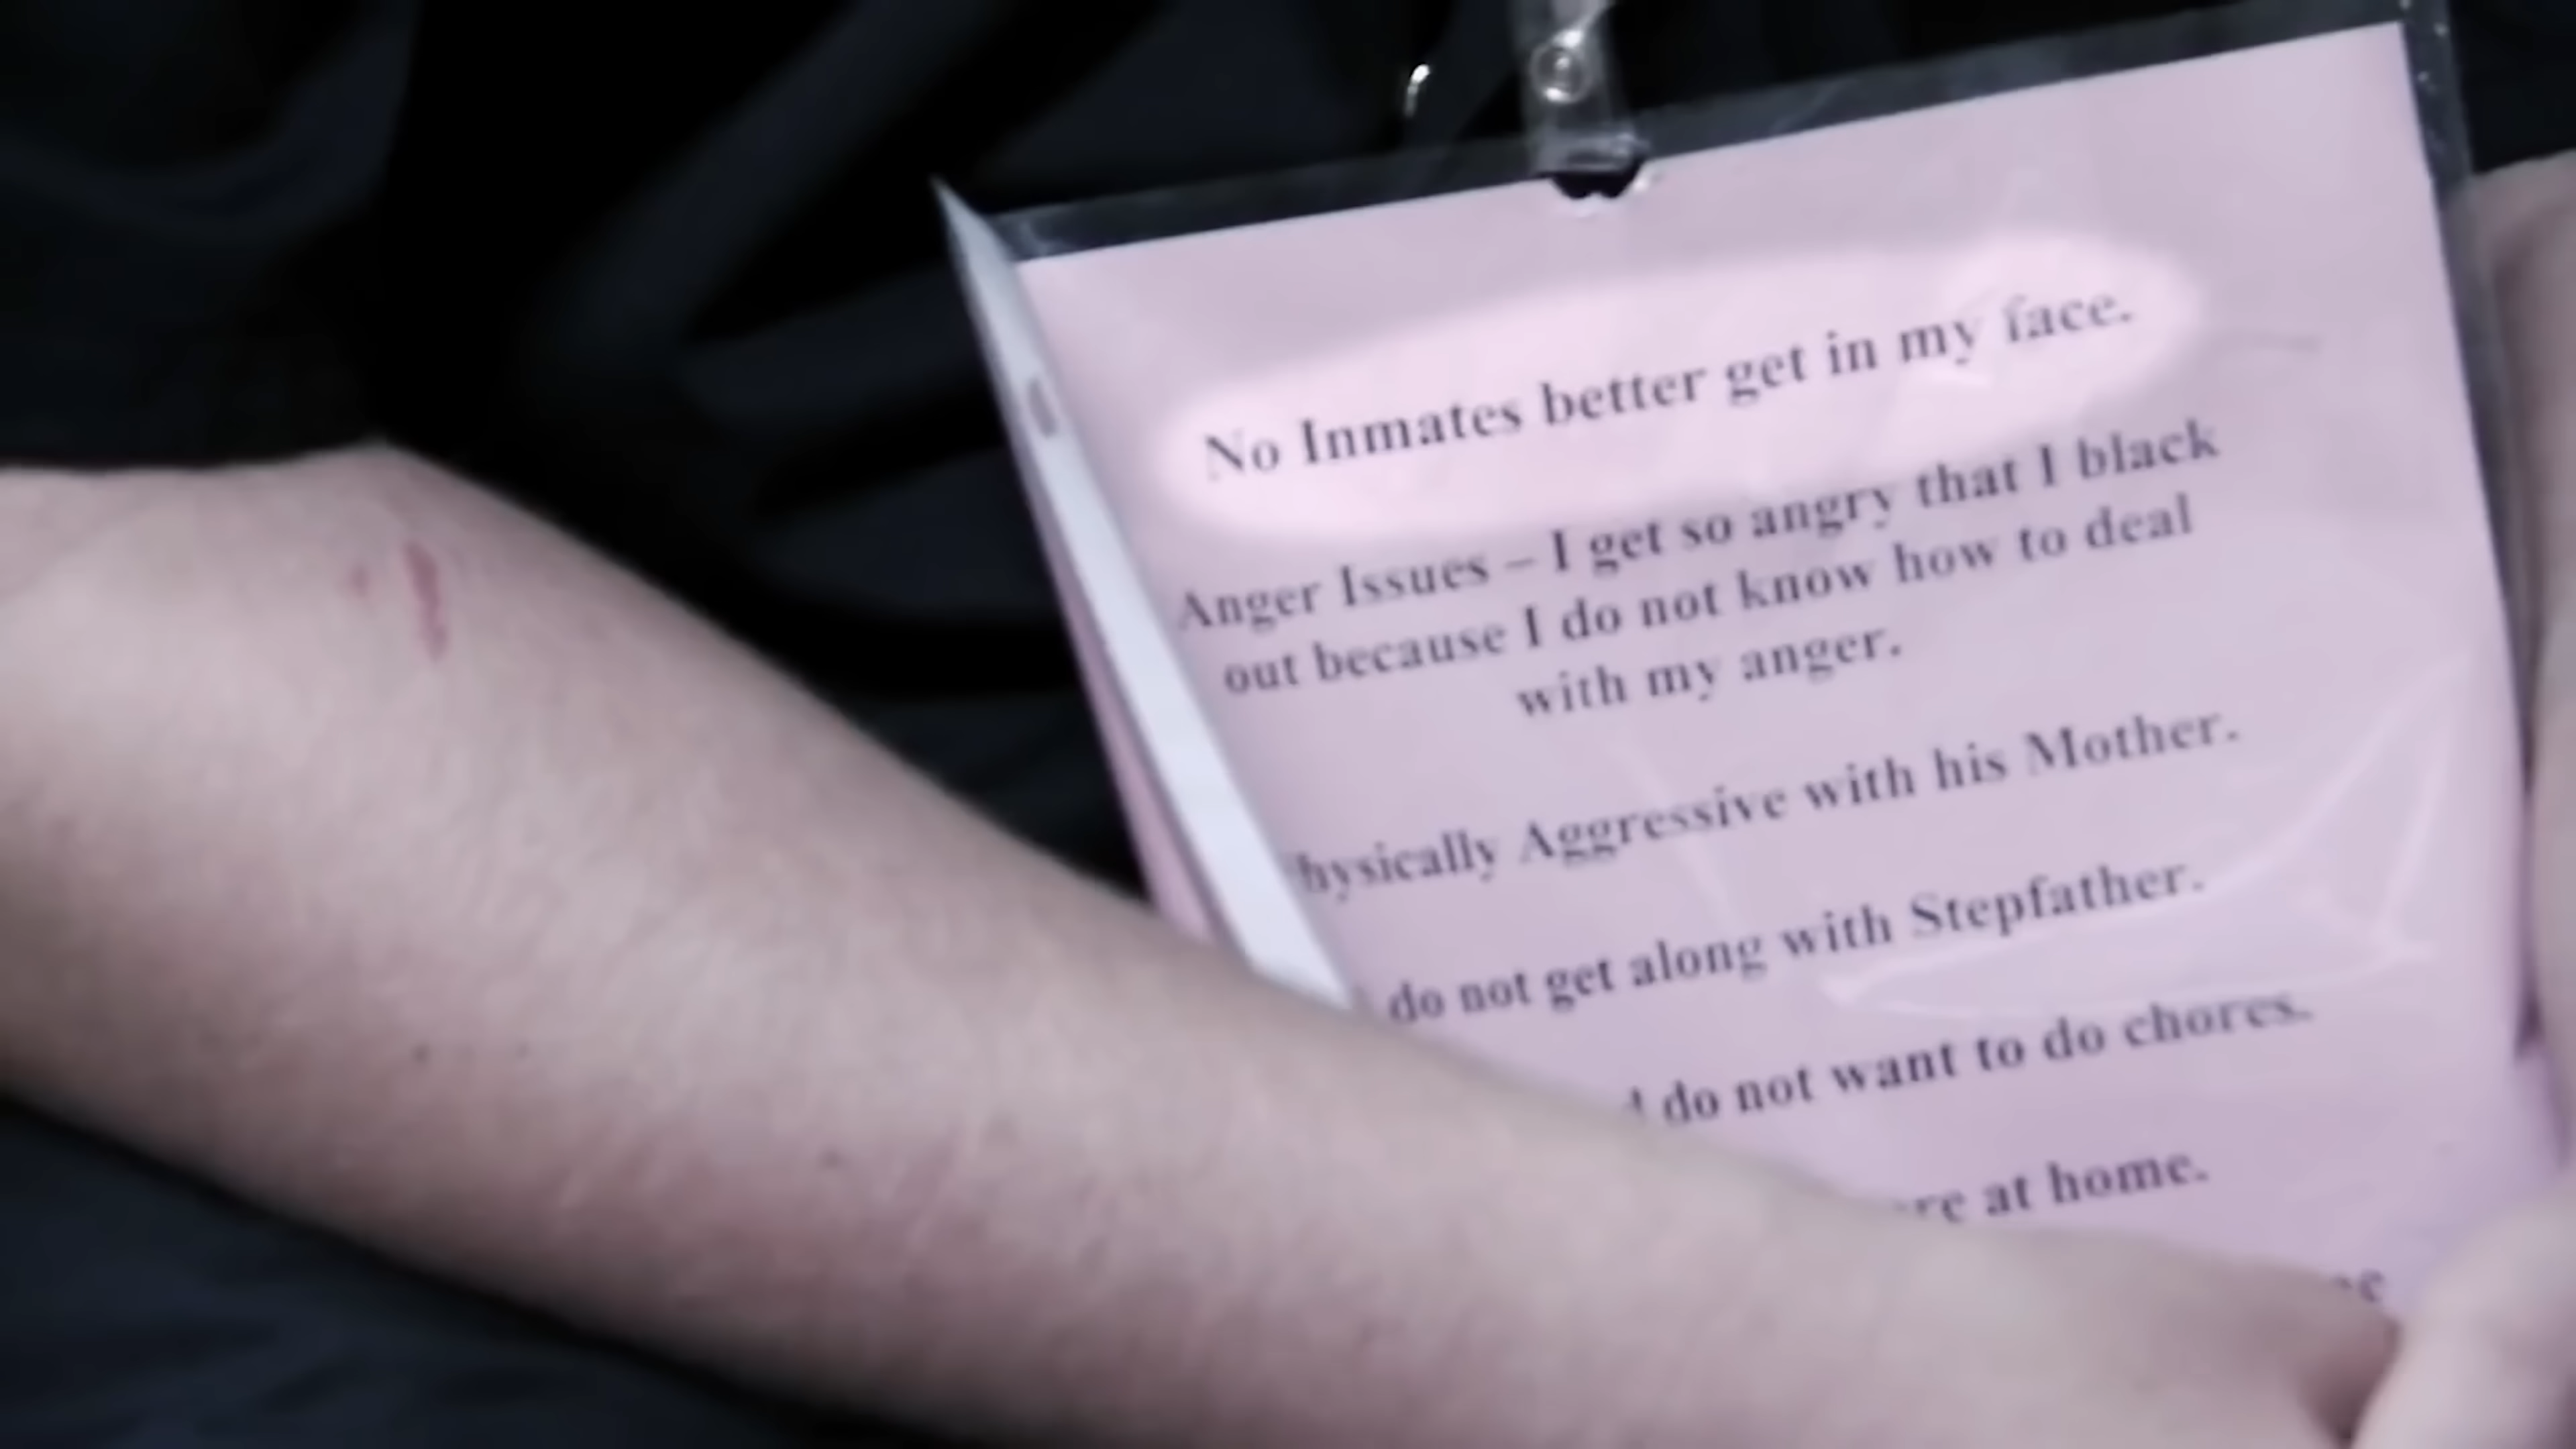 No Inmates better get in my face.
Anger Issues – I get so angry that I black
out because I do not know how to deal
with my anger.
hysically Aggressive with his Mother.
do not get along with Stepfather.
do not want to do chores.
re at home.